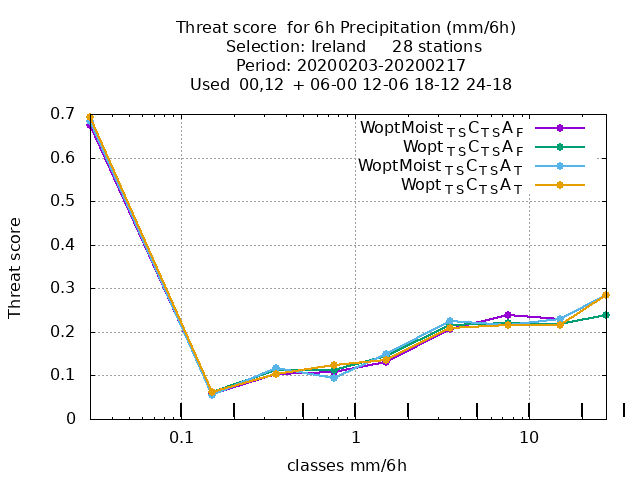 Threat score  for 6h Precipitation (mm/6h)
Selection: Ireland     28 stations
Period: 20200203-20200217
Used  00,12  + 06-00 12-06 18-12 24-18
0.7
0.6
0.5
0.4
0.3
0.2
0.1
0
Threat score
WoptMoist TS C TS A F
Wopt TS C TS A F
WoptMoist TS C TS A T
Wopt TS C TS A T
0.1 1 10
classes mm/6h